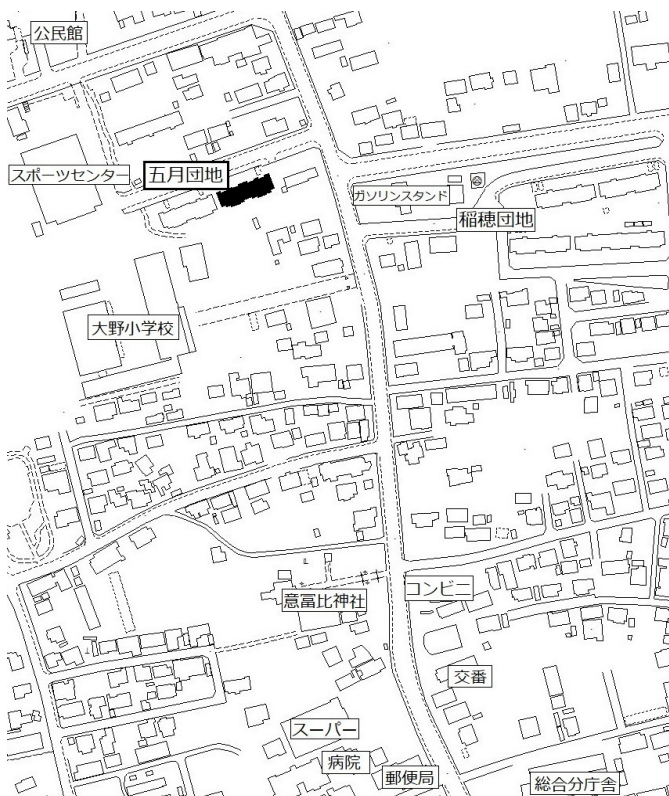 公民館
スポーツセンター
五月団地
ガソリンスタンド
稲穂団地
大野小学校
意冨比神社
コンビニ
交番
スーパー
病院
郵便局
総合分庁舎